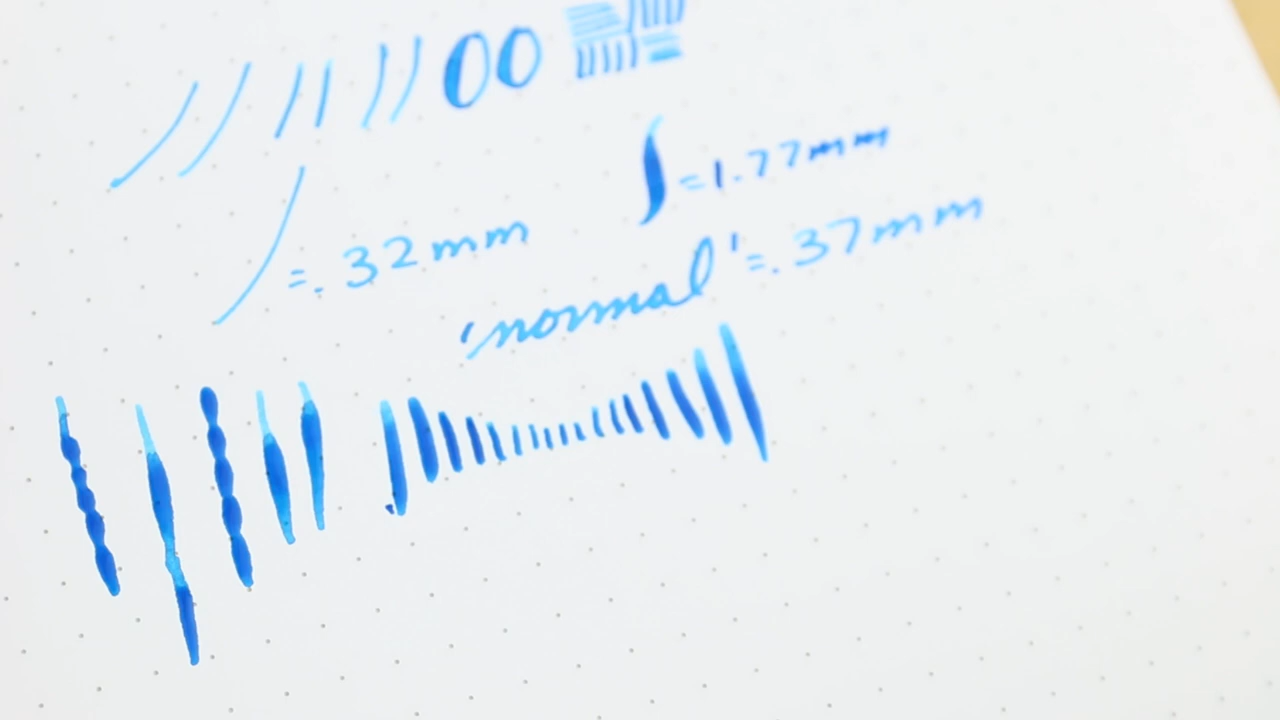 = 1.77mm
= .32mm
'normal' = .37mm